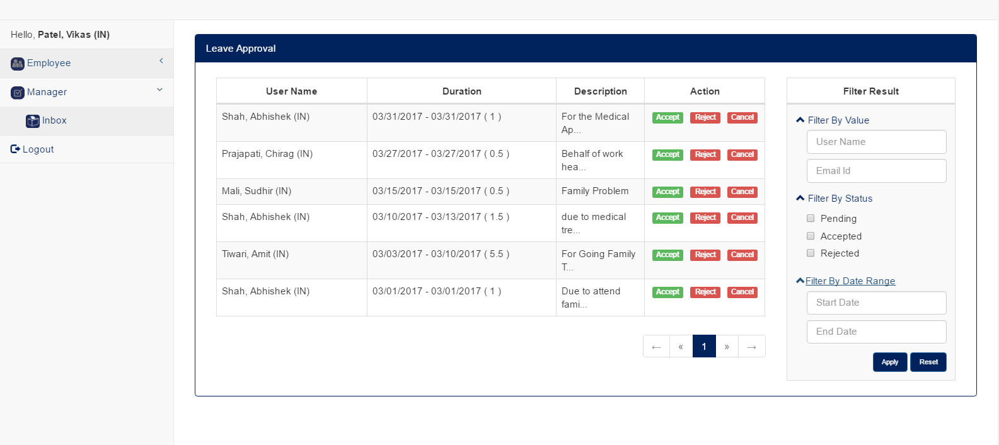 Hello, Patel, Vikas (IN)
Employee
Manager
Inbox
Logout
Leave Approval
User Name Duration Description Action
Shah, Abhishek (IN) 03/31/2017 - 03/31/2017 ( 1 ) For the Medical Accept Reject Cancel
Ap...
Prajapati, Chirag (IN) 03/27/2017 - 03/27/2017 ( 0.5 ) Behalf of work Accept Reject Cancel
hea...
Mali, Sudhir (IN) 03/15/2017 - 03/15/2017 ( 0.5 ) Family Problem Accept Reject Cancel
Shah, Abhishek (IN) 03/10/2017 - 03/13/2017 ( 1.5 ) due to medical Accept Reject Cancel
tre...
Tiwari, Amit (IN) 03/03/2017 - 03/10/2017 ( 5.5 ) For Going Family Accept Reject Cancel
T...
Shah, Abhishek (IN) 03/01/2017 - 03/01/2017 ( 1 ) Due to attend Accept Reject Cancel
fami...
← « 1 » →
Filter Result
Filter By Value
User Name
Email Id
Filter By Status
Pending
Accepted
Rejected
Filter By Date Range
Start Date
End Date
Apply Reset